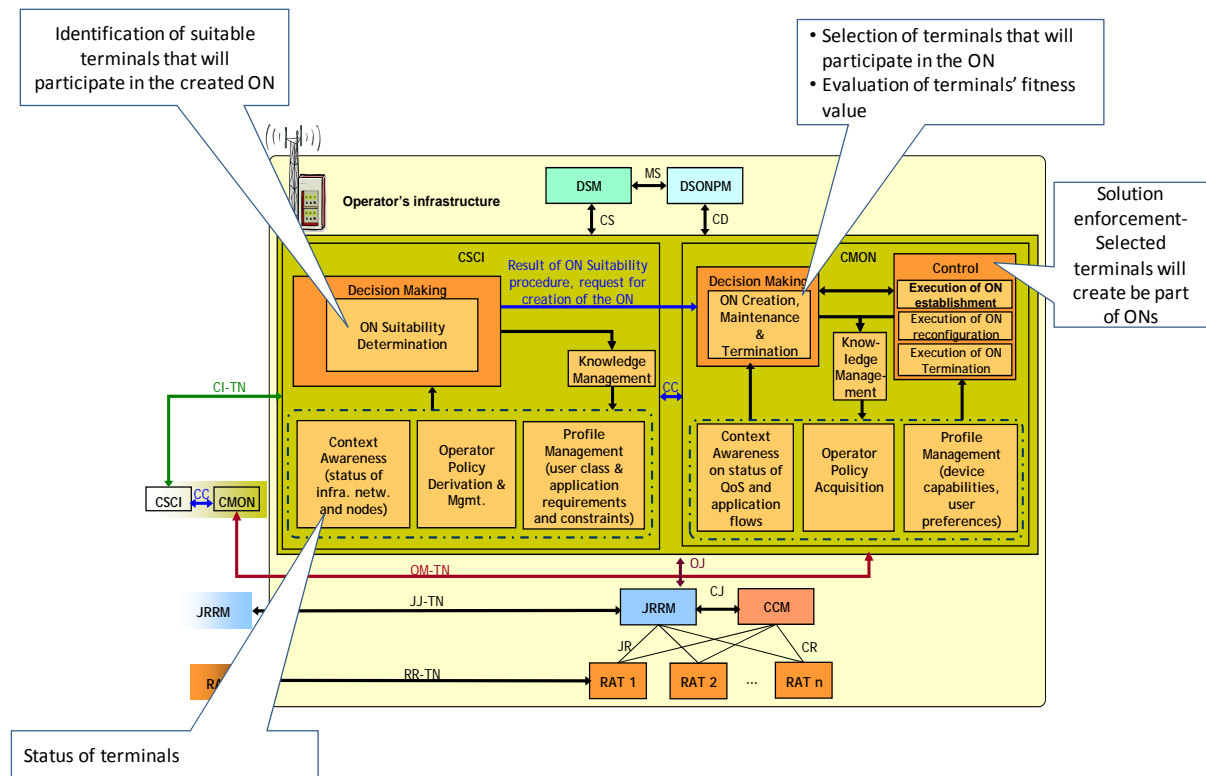 Identification of suitable
terminals that will
participate in the created ON
• Selection of terminals that will
participate in the ON
• Evaluation of terminals' fitness
value
Operator's infrastructure
DSM
MS
DSONPM
CS
CD
Solution
enforcement-
Selected
terminals will
create be part
of ONs
CSCI
Decision Making
ON Suitability
Determination
Result of ON Suitability
procedure, request for
creation of the ON
Knowledge
Management
CMON
Decision Making
ON Creation,
Maintenance
&
Termination
Control
Execution of ON
establishment
Execution of ON
reconfiguration
Execution of ON
Termination
Know-
ledge
Manage-
ment
CI-TN
CC
Context
Awareness
(status of
infra. netw.
and nodes)
Operator
Policy
Derivation &
Mgmt.
Profile
Management
(user class &
application
requirements
and constraints)
Context
Awareness
on status of
QoS and
application
flows
Operator
Policy
Acquisition
Profile
Management
(device
capabilities,
user
preferences)
CSCI
CC
CMON
OM-TN
OJ
JRRM
JJ-TN
JRRM
CJ
CCM
JR
CR
RR-TN
RAT 1
RAT 2
...
RAT n
Status of terminals